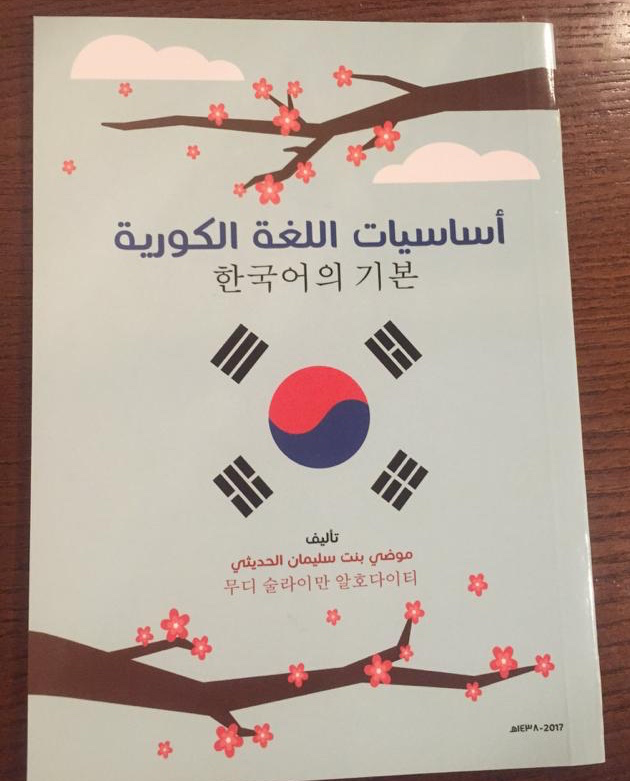 أساسيات اللغة الكورية
한국어의 기본
تأليف
موضي بنت سليمان الحديثي
무디 술라이만 알호다이티
١٤٣٨هـ-2017